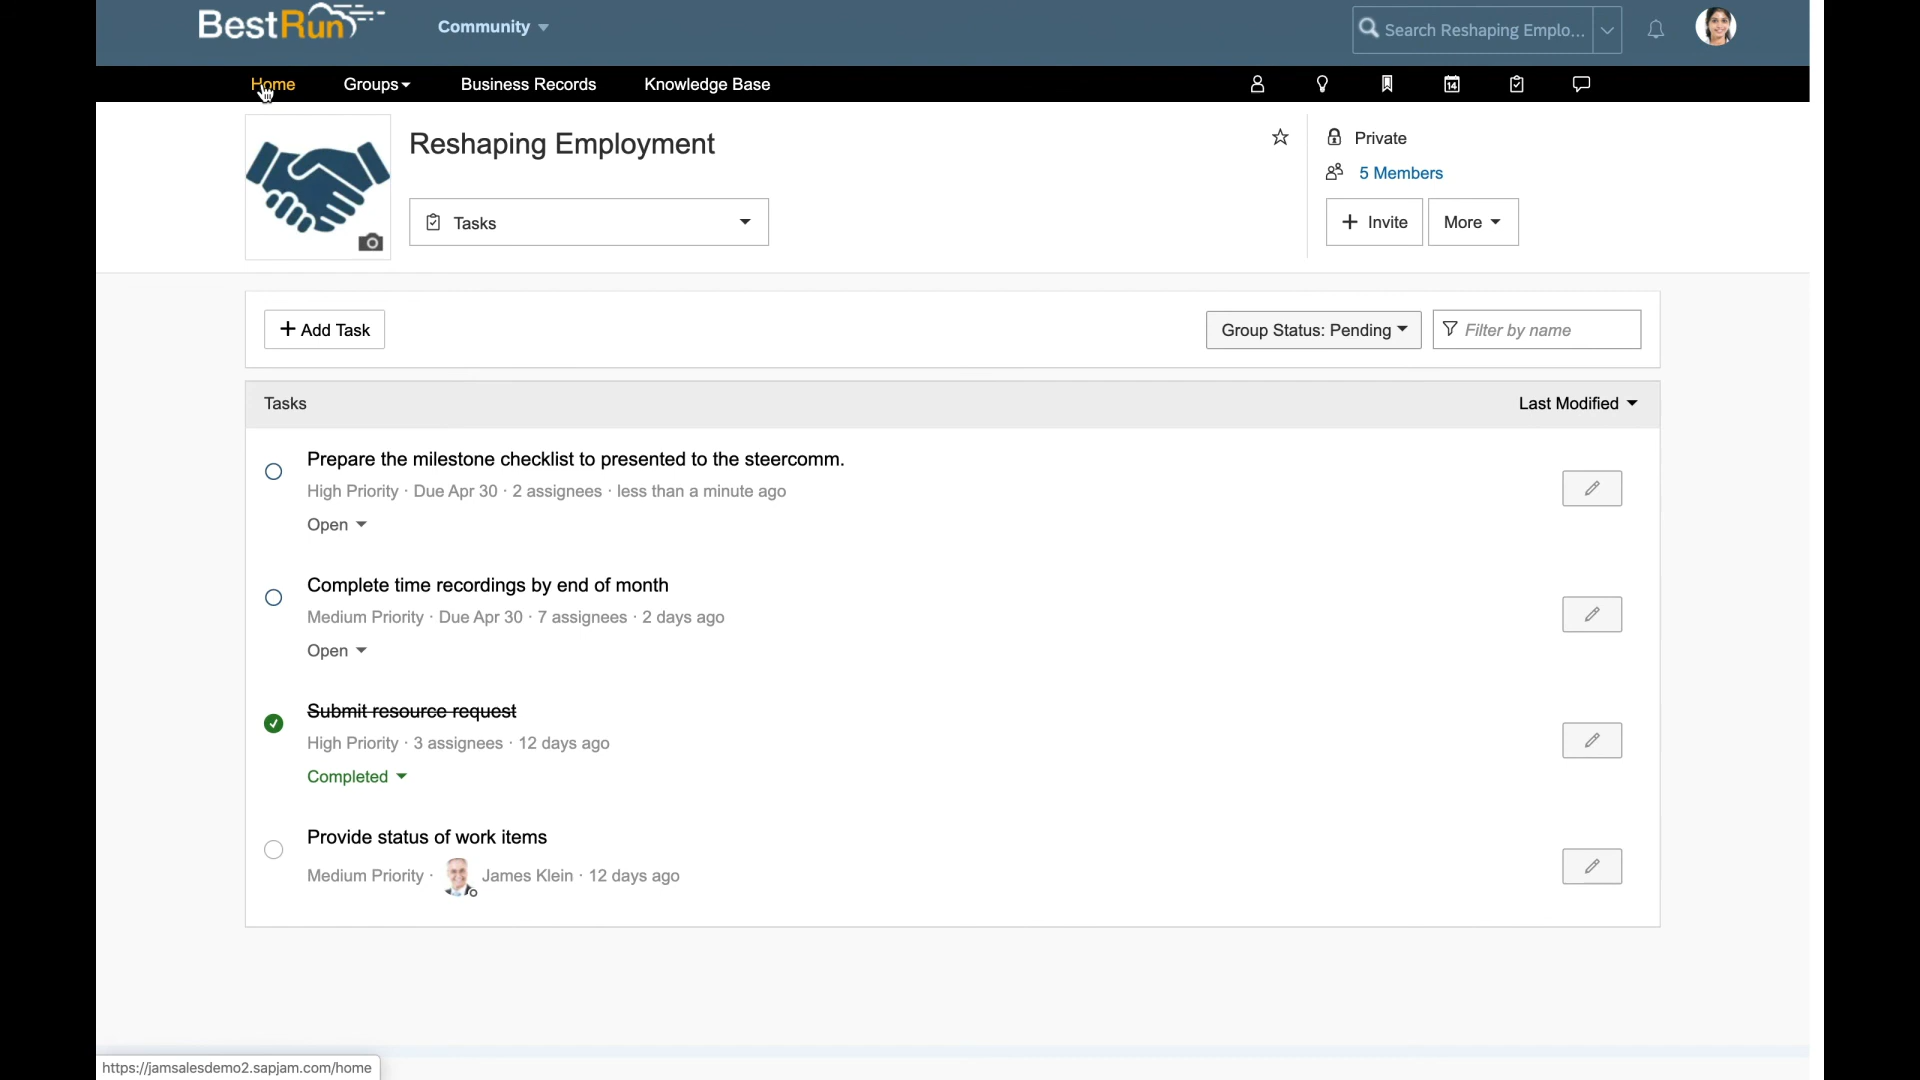 BestRun
Community
Search Reshaping Emplo...
Home
Groups
Business Records
Knowledge Base
14
Reshaping Employment
Private
5 Members
Tasks
+ Invite
More
+ Add Task
Group Status: Pending
Filter by name
Tasks
Last Modified
Prepare the milestone checklist to presented to the steercomm.
High Priority · Due Apr 30 · 2 assignees · less than a minute ago
Open
Complete time recordings by end of month
Medium Priority · Due Apr 30 · 7 assignees · 2 days ago
Open
Submit resource request
High Priority · 3 assignees · 12 days ago
Completed
Provide status of work items
Medium Priority · James Klein · 12 days ago
https://jamsalesdemo2.sapjam.com/home